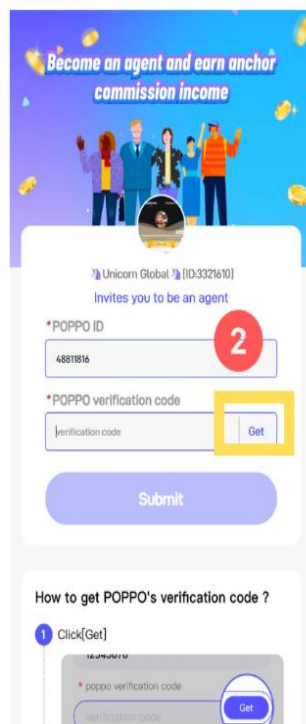 Become an agent and earn anchor
commission income
Unicorn Global [ID:3321610]
Invites you to be an agent
*POPPO ID
48811816
2
*POPPO verification code
verification code
Get
Submit
How to get POPPO's verification code ?
1 Click[Get]
12345678
* poppo verification code
verification code
Get